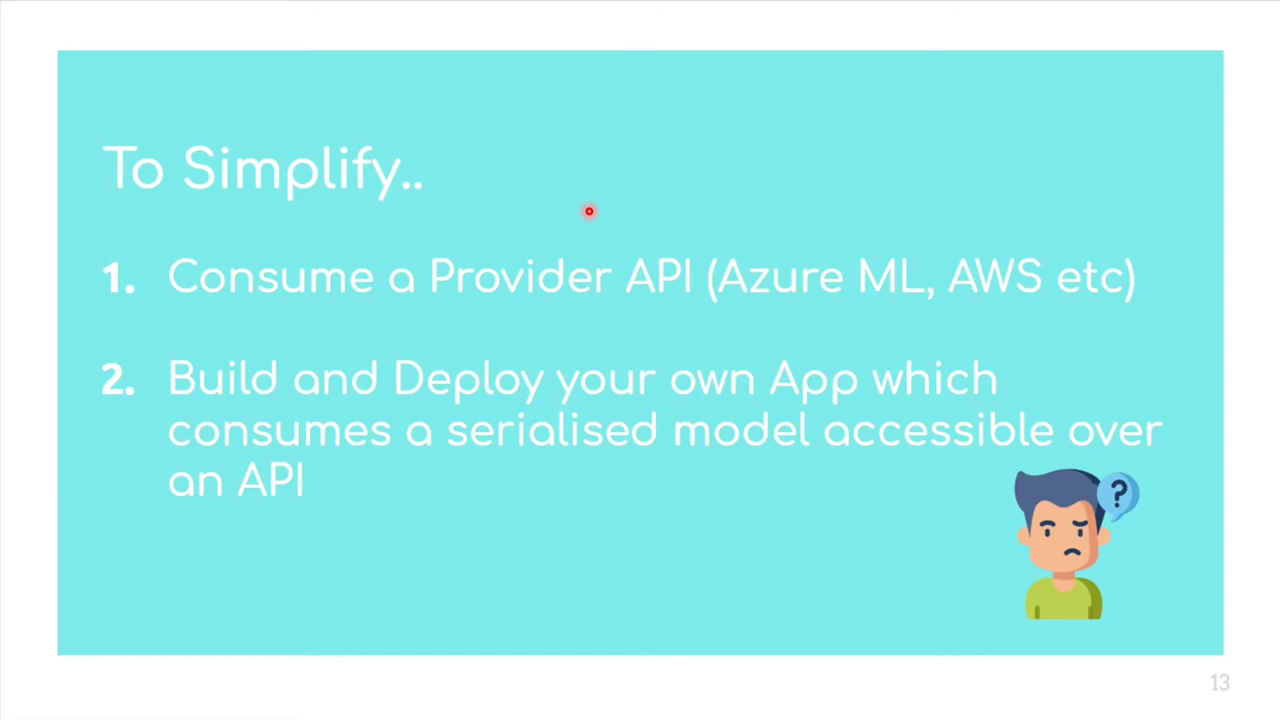 To Simplify..
1. Consume a Provider API (Azure ML, AWS etc)
2. Build and Deploy your own App which
consumes a serialised model accessible over
an API
?
13